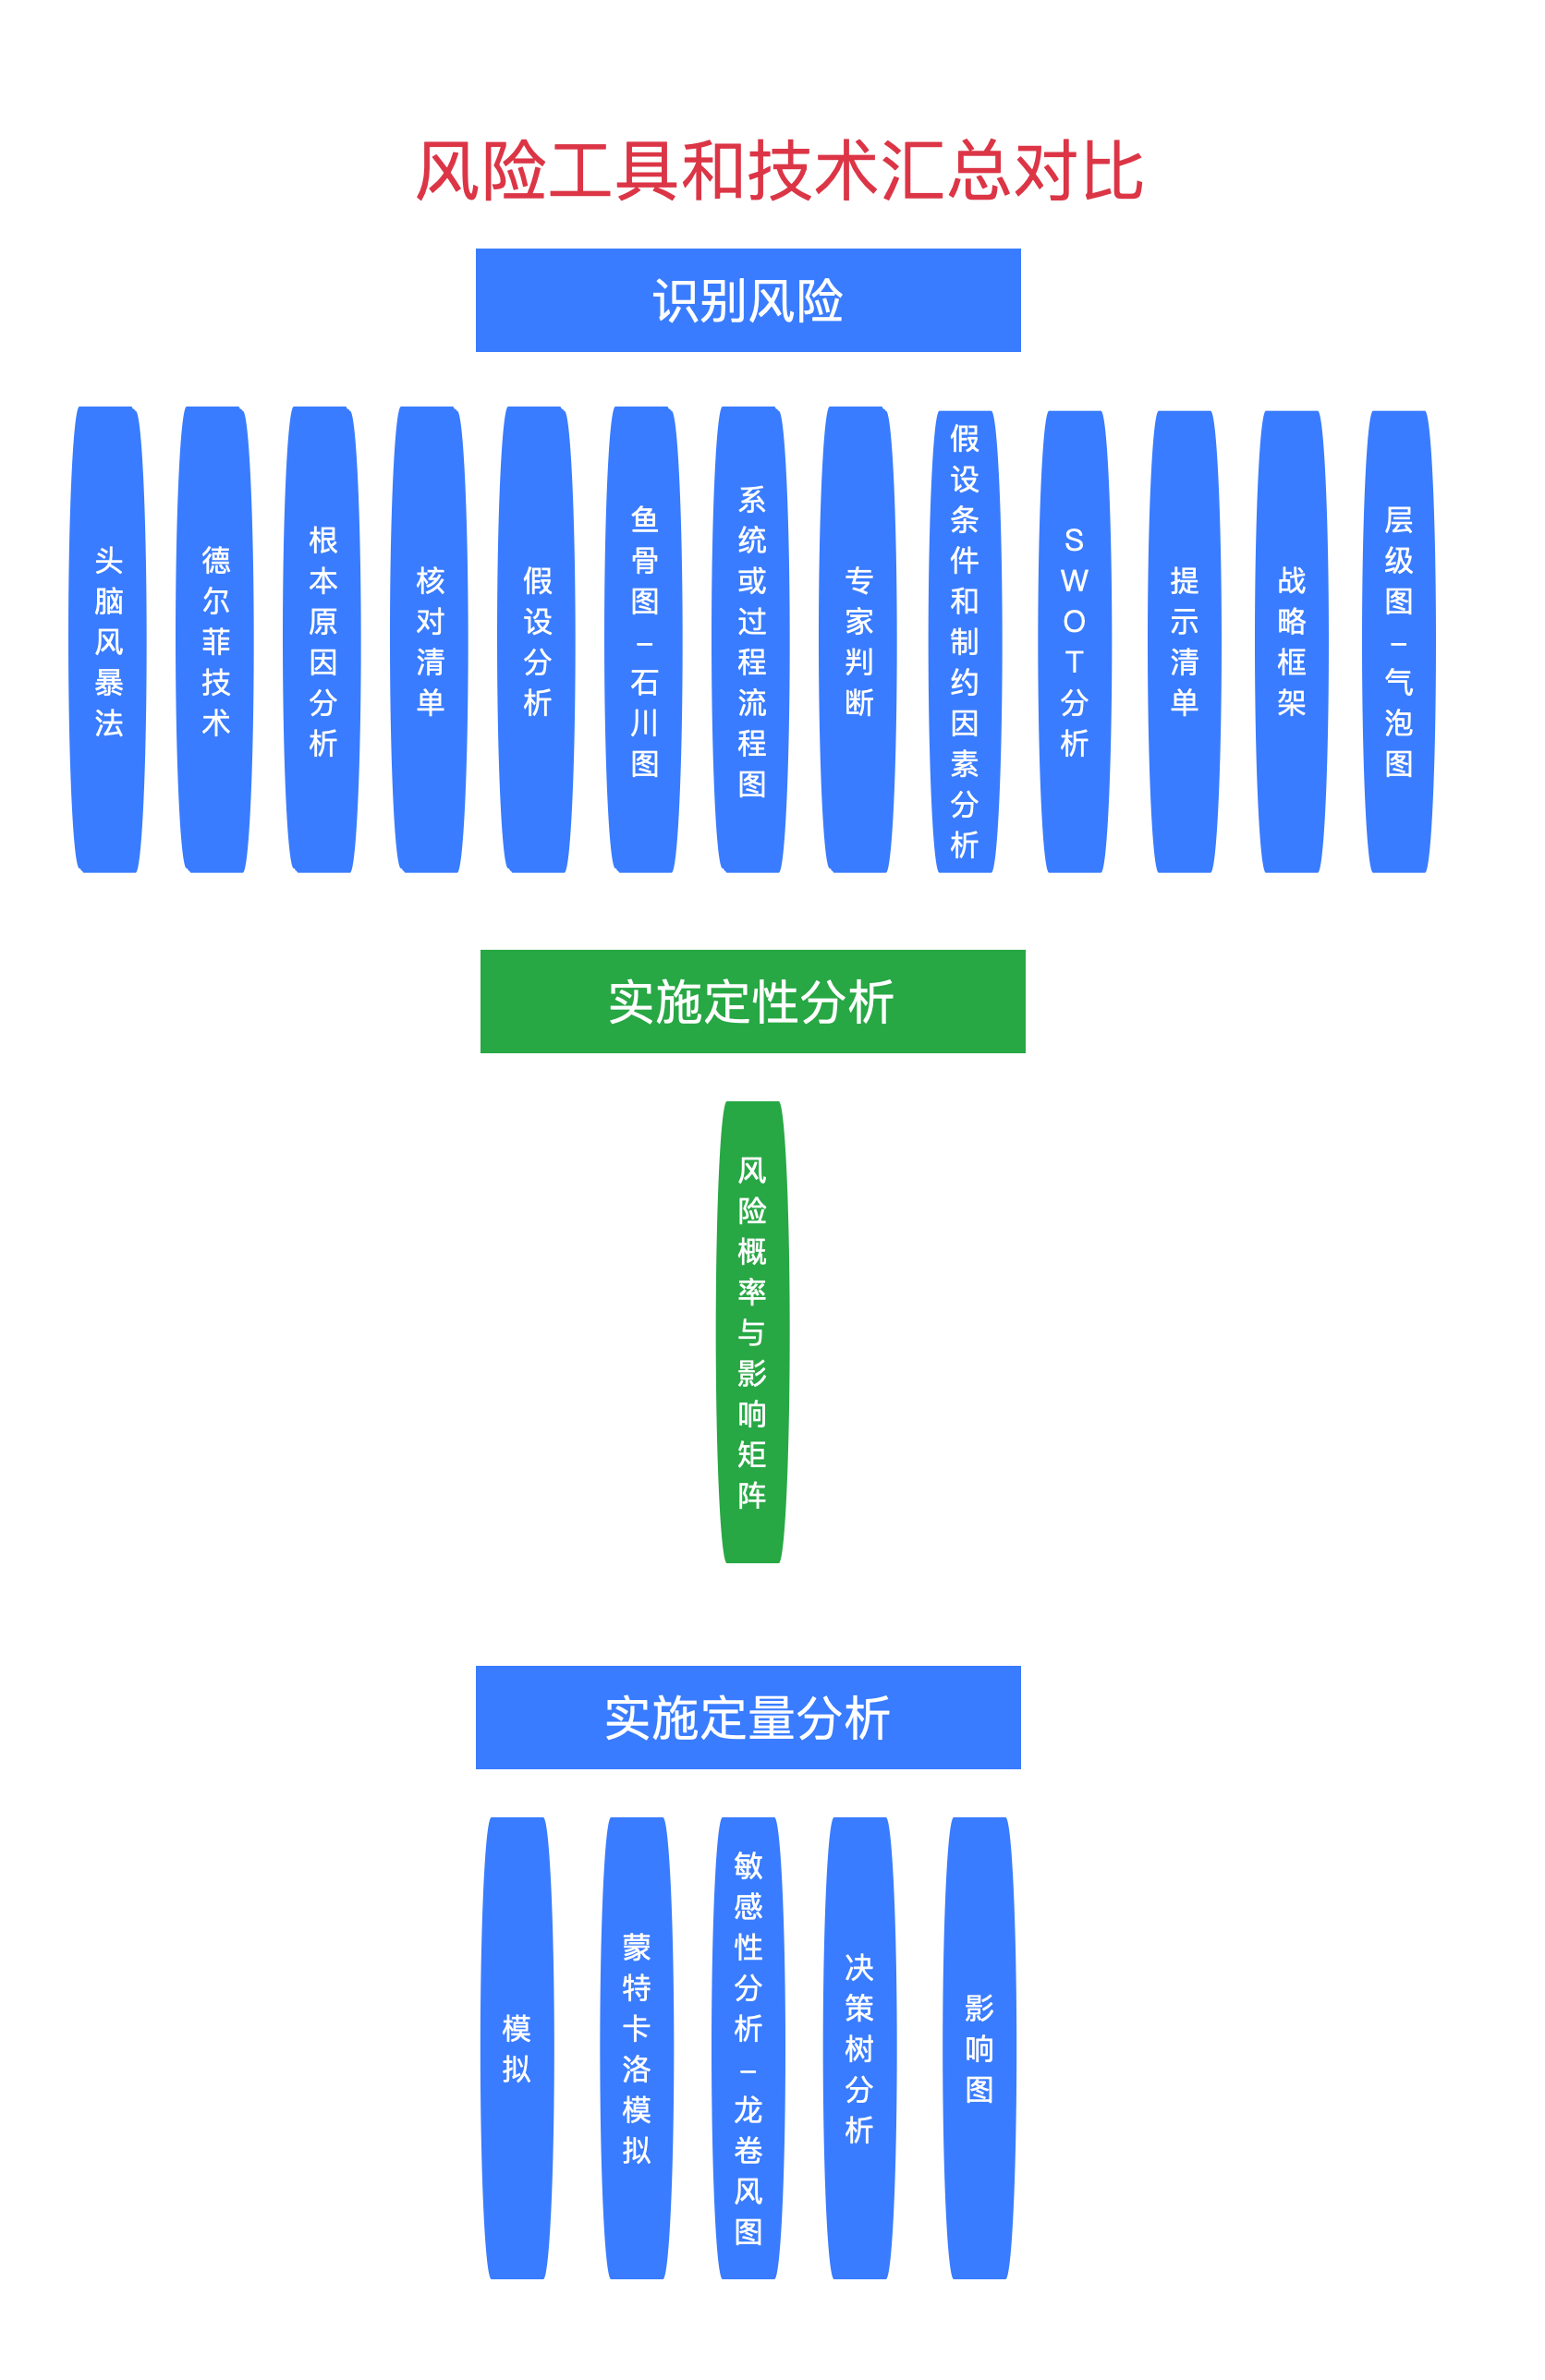 风险工具和技术汇总对比
识别风险
头脑风暴法
德尔菲技术
根本原因分析
核对清单
假设分析
鱼骨图-石川图
系统或过程流程图
专家判断
假设条件和制约因素分析
SWOT分析
提示清单
战略框架
层级图-气泡图
实施定性分析
风险概率与影响矩阵
实施定量分析
模拟
蒙特卡洛模拟
敏感性分析-龙卷风图
决策树分析
影响图